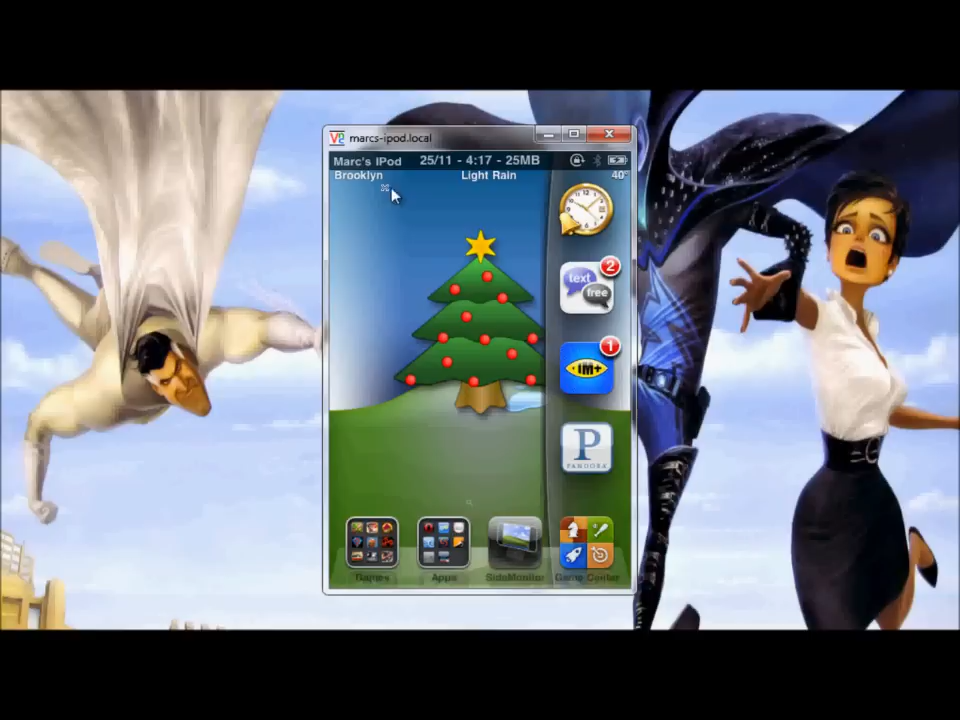 marcs-ipod.local
Marc's IPod 25/11 - 4:17 - 25MB
Brooklyn Light Rain 40°
text
free
2
IM+
1
P
PANDORA
Games Apps SideMonitor Game Center